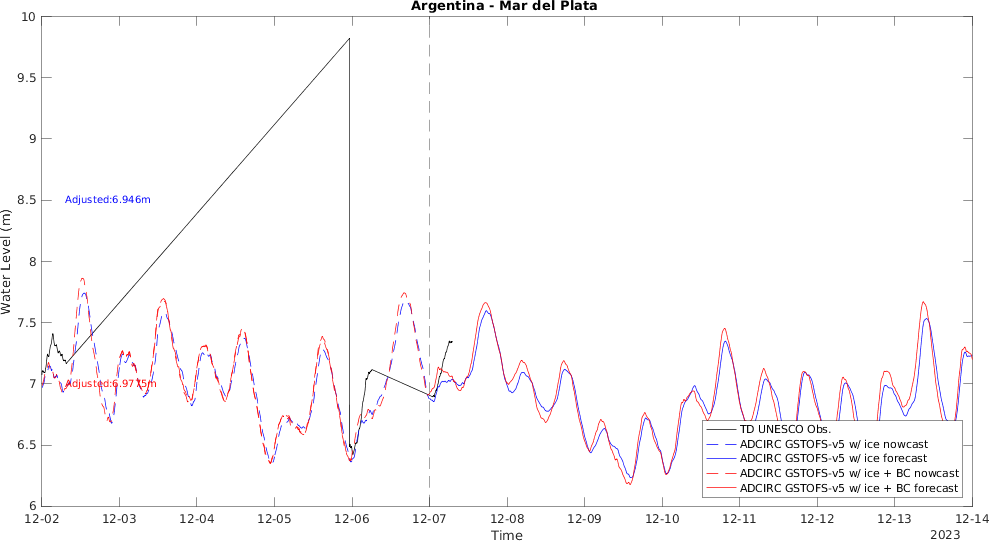 Argentina - Mar del Plata
10
9.5
9
8.5
8
7.5
7
6.5
6
Water Level (m)
Adjusted:6.946m
Adjusted:6.9775m
TD UNESCO Obs.
ADCIRC GSTOFS-v5 w/ ice nowcast
ADCIRC GSTOFS-v5 w/ ice forecast
ADCIRC GSTOFS-v5 w/ ice + BC nowcast
ADCIRC GSTOFS-v5 w/ ice + BC forecast
12-02 12-03 12-04 12-05 12-06 12-07 12-08 12-09 12-10 12-11 12-12 12-13 12-14
Time
2023